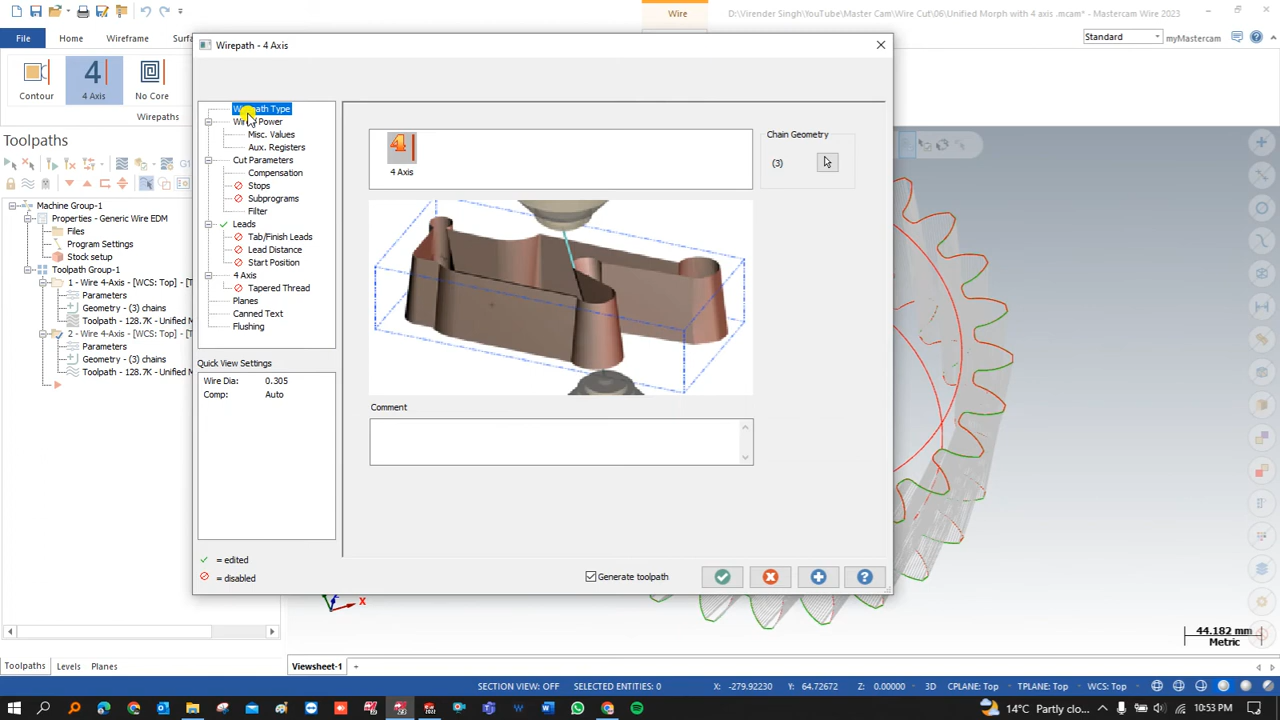 Wire
D:\Virender Singh\YouTube\Master Cam\Wire Cut\06\Unified Morph with 4 axis .mcam* - Mastercam Wire 2023
File
Home
Wireframe
Standard
myMastercam
Contour
4 Axis
No Core
Wirepaths
Toolpaths
Machine Group-1
Properties - Generic Wire EDM
Files
Program Settings
Stock setup
Toolpath Group-1
1 - Wire 4-Axis - [WCS: Top] - [T
Parameters
Geometry - (3) chains
Toolpath - 128.7K - Unified M
2 - Wire 4-Axis - [WCS: Top] - [T
Parameters
Geometry - (3) chains
Toolpath - 128.7K - Unified M
Wirepath - 4 Axis
Wirepath Type
Wire / Power
Misc. Values
Aux. Registers
Cut Parameters
Compensation
Stops
Subprograms
Filter
Leads
Tab/Finish Leads
Lead Distance
Start Position
4 Axis
Tapered Thread
Planes
Canned Text
Flushing
Quick View Settings
Wire Dia: 0.305
Comp: Auto
= edited
= disabled
4
4 Axis
Chain Geometry
(3)
Comment
Generate toolpath
X
44.182 mm
Metric
Toolpaths
Levels
Planes
Viewsheet-1
SECTION VIEW: OFF
SELECTED ENTITIES: 0
X: -279.92230
Y: 64.72672
Z: 0.00000
3D
CPLANE: Top
TPLANE: Top
WCS: Top
14°C Partly clo...
10:53 PM